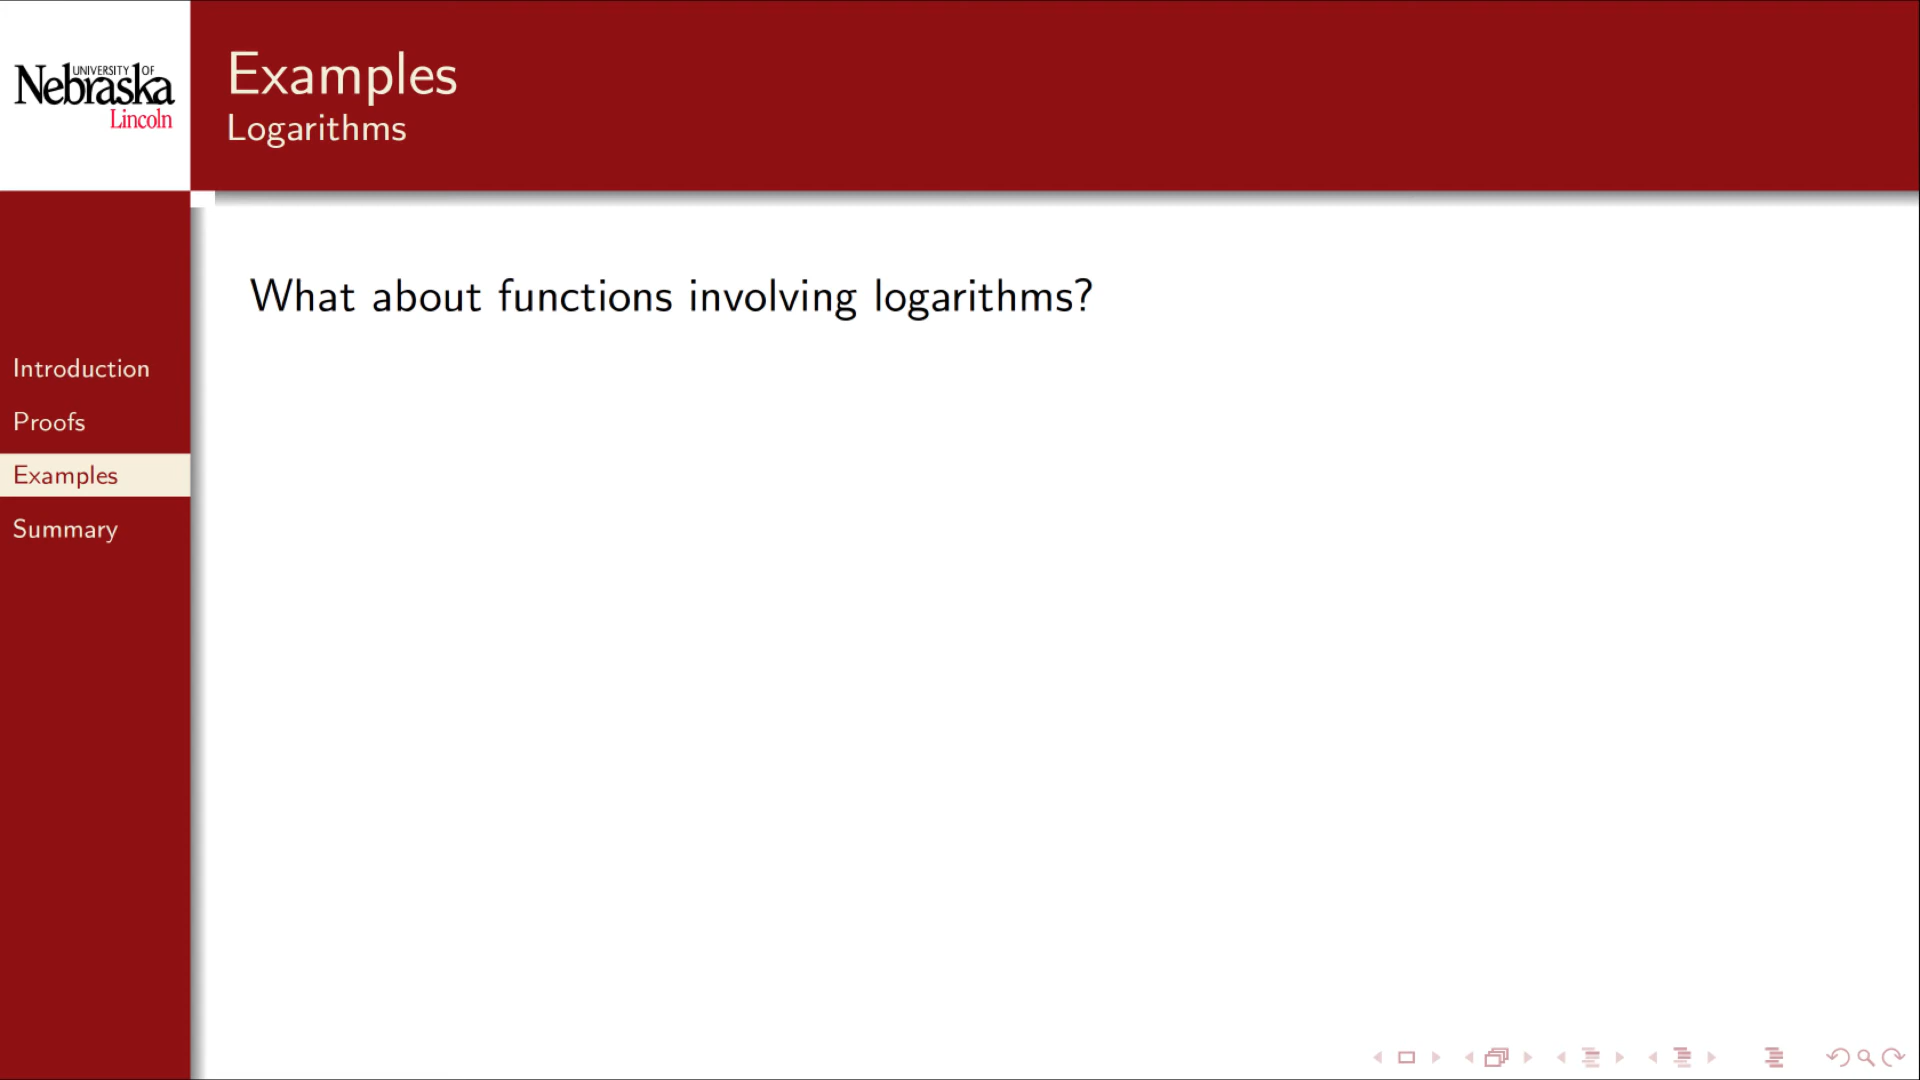 UNIVERSITY OF
Nebraska
Lincoln
Examples
Logarithms
Introduction
Proofs
Examples
Summary
What about functions involving logarithms?